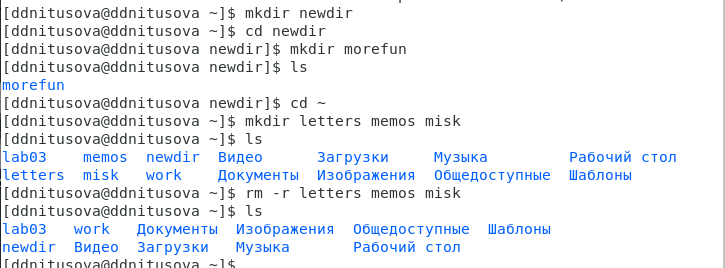 [ddnitusova@ddnitusova ~]$ mkdir newdir
[ddnitusova@ddnitusova ~]$ cd newdir
[ddnitusova@ddnitusova newdir]$ mkdir morefun
[ddnitusova@ddnitusova newdir]$ ls
morefun
[ddnitusova@ddnitusova newdir]$ cd ~
[ddnitusova@ddnitusova ~]$ mkdir letters memos misk
[ddnitusova@ddnitusova ~]$ ls
lab03    memos  newdir  Видео      Загрузки     Музыка         Рабочий стол
letters  misk   work    Документы  Изображения  Общедоступные  Шаблоны
[ddnitusova@ddnitusova ~]$ rm -r letters memos misk
[ddnitusova@ddnitusova ~]$ ls
lab03   work   Документы  Изображения  Общедоступные  Шаблоны
newdir  Видео  Загрузки   Музыка       Рабочий стол
[ddnitusova@ddnitusova ~]$